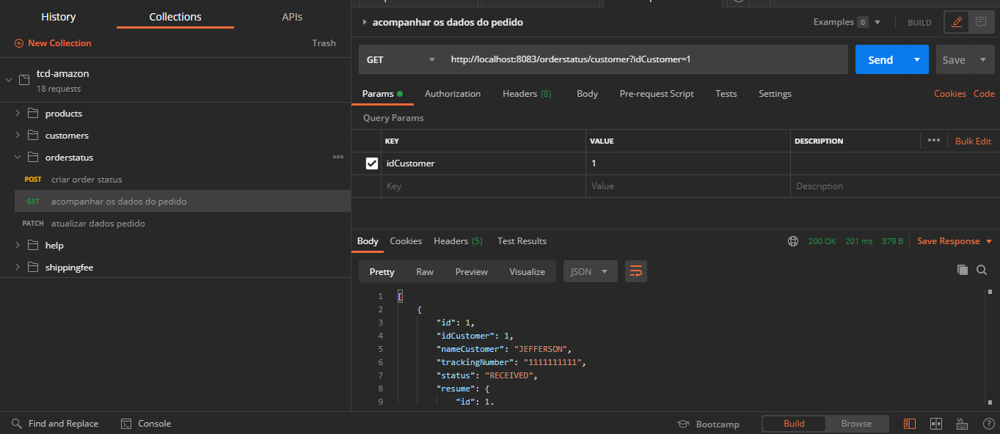 History Collections APIs
New Collection Trash
tcd-amazon
18 requests
products
customers
orderstatus
POST criar order status
GET acompanhar os dados do pedido
PATCH atualizar dados pedido
help
shippingfee
acompanhar os dados do pedido Examples 0 BUILD
GET http://localhost:8083/orderstatus/customer?idCustomer=1 Send Save
Params Authorization Headers (8) Body Pre-request Script Tests Settings Cookies Code
Query Params
KEY VALUE DESCRIPTION ••• Bulk Edit
idCustomer 1
Key Value Description
Body Cookies Headers (5) Test Results 200 OK 201 ms 879 B Save Response
Pretty Raw Preview Visualize JSON
1 [
2 {
3 "id": 1,
4 "idCustomer": 1,
5 "nameCustomer": "JEFFERSON",
6 "trackingNumber": "1111111111",
7 "status": "RECEIVED",
8 "resume": {
9 "id": 1,
Find and Replace Console Bootcamp Build Browse